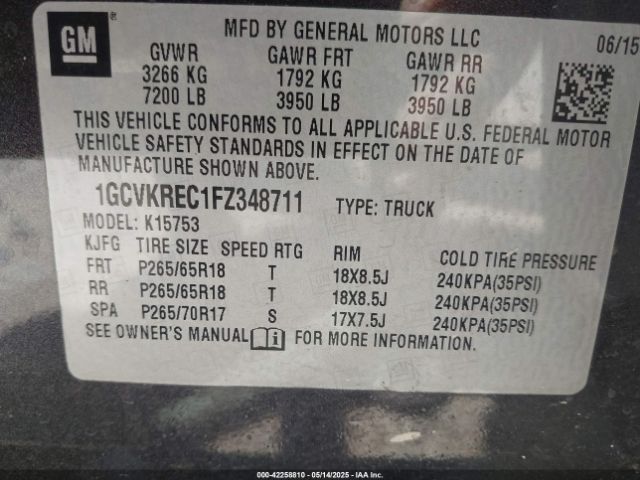 GM
MFD BY GENERAL MOTORS LLC
06/15
GVWR GAWR FRT GAWR RR
3266 KG 1792 KG 1792 KG
7200 LB 3950 LB 3950 LB
THIS VEHICLE CONFORMS TO ALL APPLICABLE U.S. FEDERAL MOTOR
VEHICLE SAFETY STANDARDS IN EFFECT ON THE DATE OF
MANUFACTURE SHOWN ABOVE.
1GCVKREC1FZ348711 TYPE: TRUCK
MODEL: K15753
KJFG TIRE SIZE SPEED RTG RIM COLD TIRE PRESSURE
FRT P265/65R18 T 18X8.5J 240KPA(35PSI)
RR P265/65R18 T 18X8.5J 240KPA(35PSI)
SPA P265/70R17 S 17X7.5J 240KPA(35PSI)
SEE OWNER'S MANUAL i FOR MORE INFORMATION.
000-42258810 - 05/14/2025 - IAA Inc.